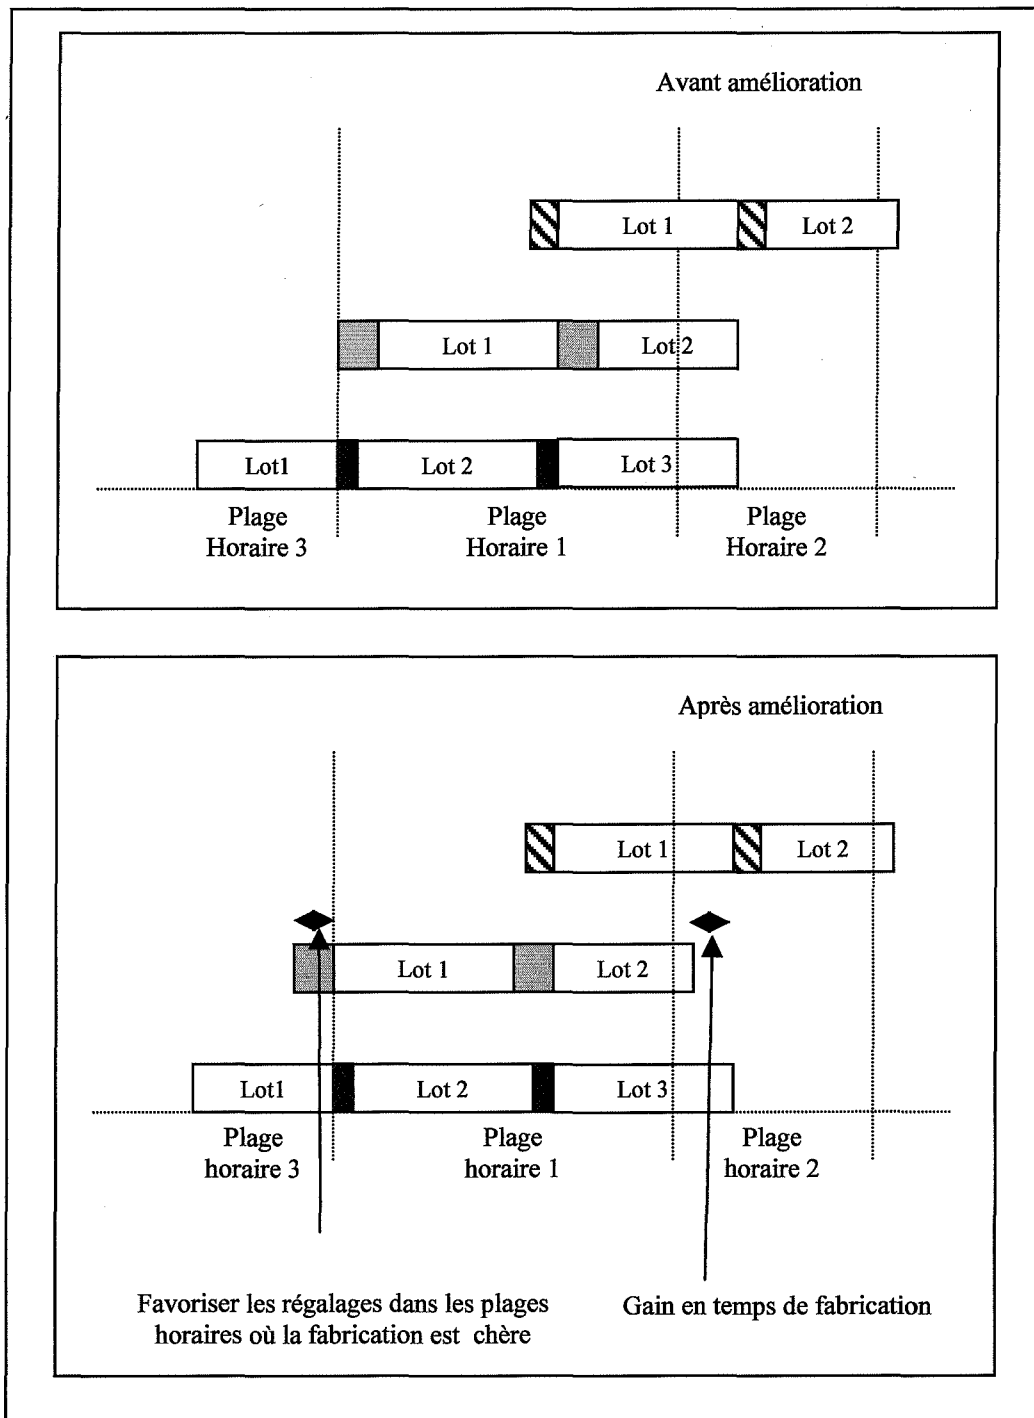 Avant amélioration
Lot 1
Lot 2
Lot 1
Lot 2
Lot1
Lot 2
Lot 3
Plage
Horaire 3
Plage
Horaire 1
Plage
Horaire 2
Après amélioration
Lot 1
Lot 2
Lot 1
Lot 2
Lot1
Lot 2
Lot 3
Plage
horaire 3
Plage
horaire 1
Plage
horaire 2
Favoriser les régalages dans les plages
horaires où la fabrication est chère
Gain en temps de fabrication